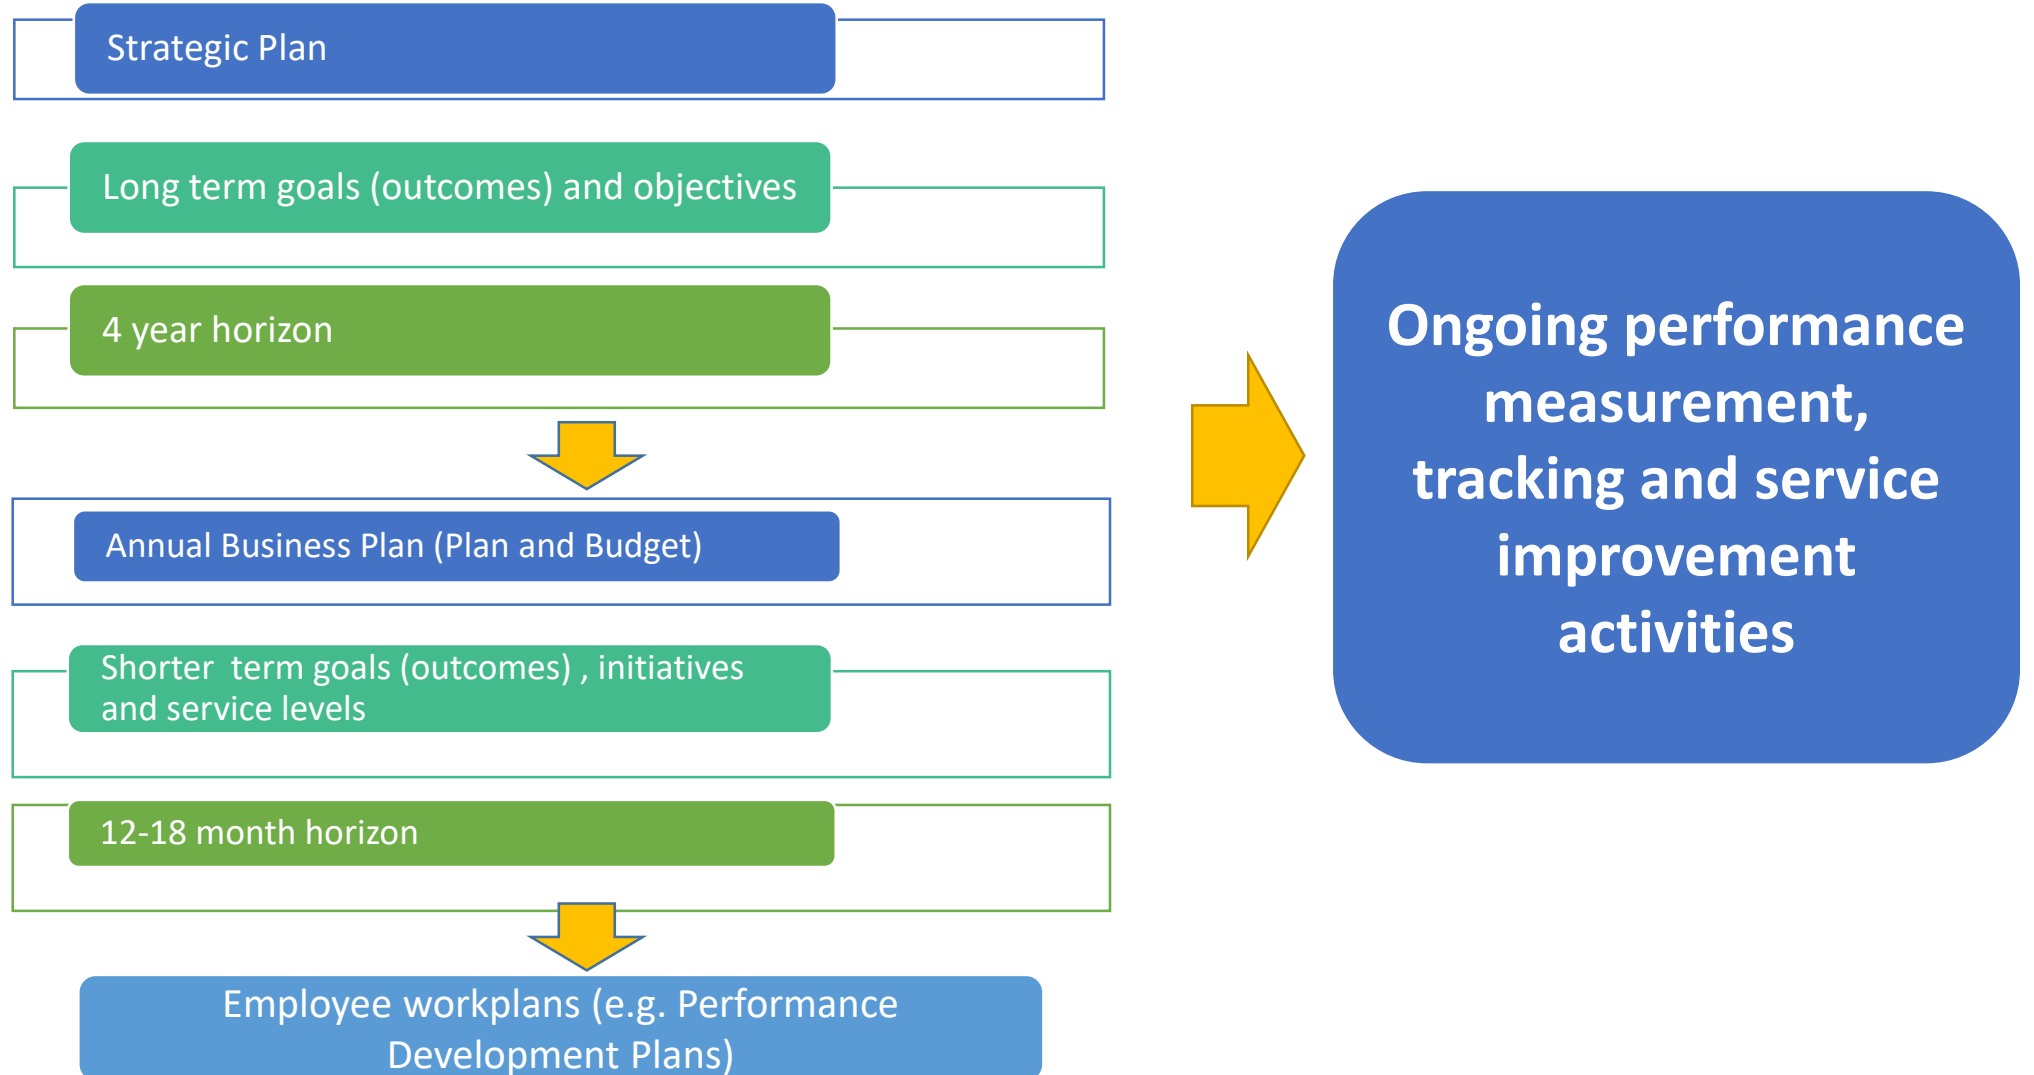 Strategic Plan
Long term goals (outcomes) and objectives
4 year horizon
Annual Business Plan (Plan and Budget)
Shorter  term goals (outcomes) , initiatives
and service levels
12-18 month horizon
Employee workplans (e.g. Performance
Development Plans)
Ongoing performance
measurement,
tracking and service
improvement
activities